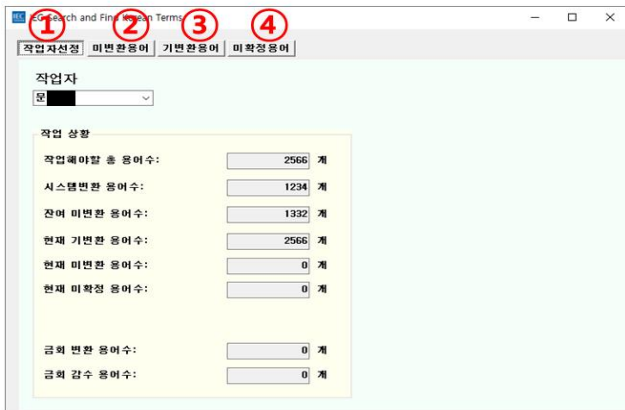 IEC Search and Find Korean Terms
① ② ③ ④
작업자선정 미변환용어 기변환용어 미확정용어
작업자
문
작업 상황
작업해야할 총 용어수: 2566 개
시스템변환 용어수: 1234 개
잔여 미변환 용어수: 1332 개
현재 기변환 용어수: 2566 개
현재 미변환 용어수: 0 개
현재 미확정 용어수: 0 개
금회 변환 용어수: 0 개
금회 감수 용어수: 0 개